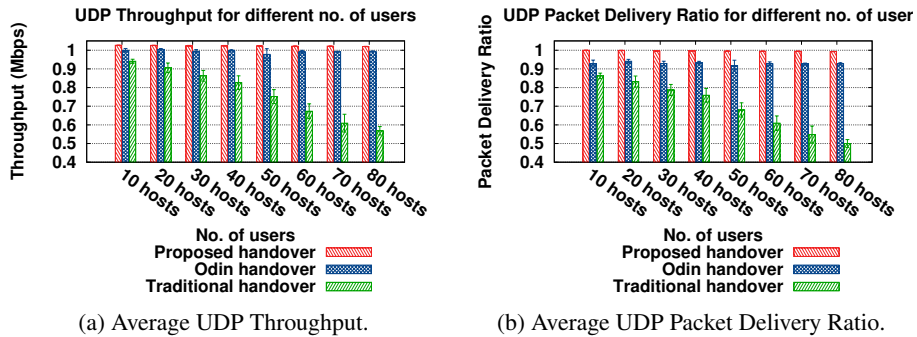 UDP Throughput for different no. of users
Throughput (Mbps)
1
0.9
0.8
0.7
0.6
0.5
0.4
10 hosts
20 hosts
30 hosts
40 hosts
50 hosts
60 hosts
70 hosts
80 hosts
No. of users
Proposed handover
Odin handover
Traditional handover
(a) Average UDP Throughput.
UDP Packet Delivery Ratio for different no. of user
Packet Delivery Ratio
1
0.9
0.8
0.7
0.6
0.5
0.4
10 hosts
20 hosts
30 hosts
40 hosts
50 hosts
60 hosts
70 hosts
80 hosts
No. of users
Proposed handover
Odin handover
Traditional handover
(b) Average UDP Packet Delivery Ratio.